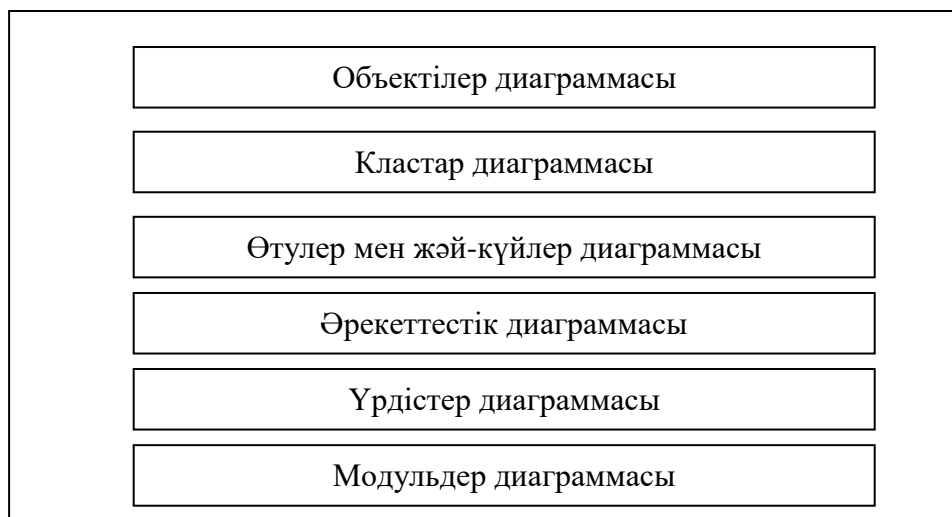 Объектілер диаграммасы
Кластар диаграммасы
Өтулер мен жәй-күйлер диаграммасы
Әрекеттестік диаграммасы
Үрдістер диаграммасы
Модульдер диаграммасы